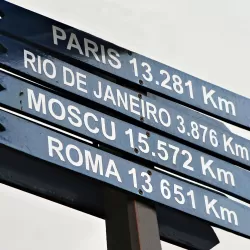 PARIS 13.281 Km
RIO DE JANEIRO 3.876 Km
MOSCU 15.572 Km
ROMA 13 651 Km